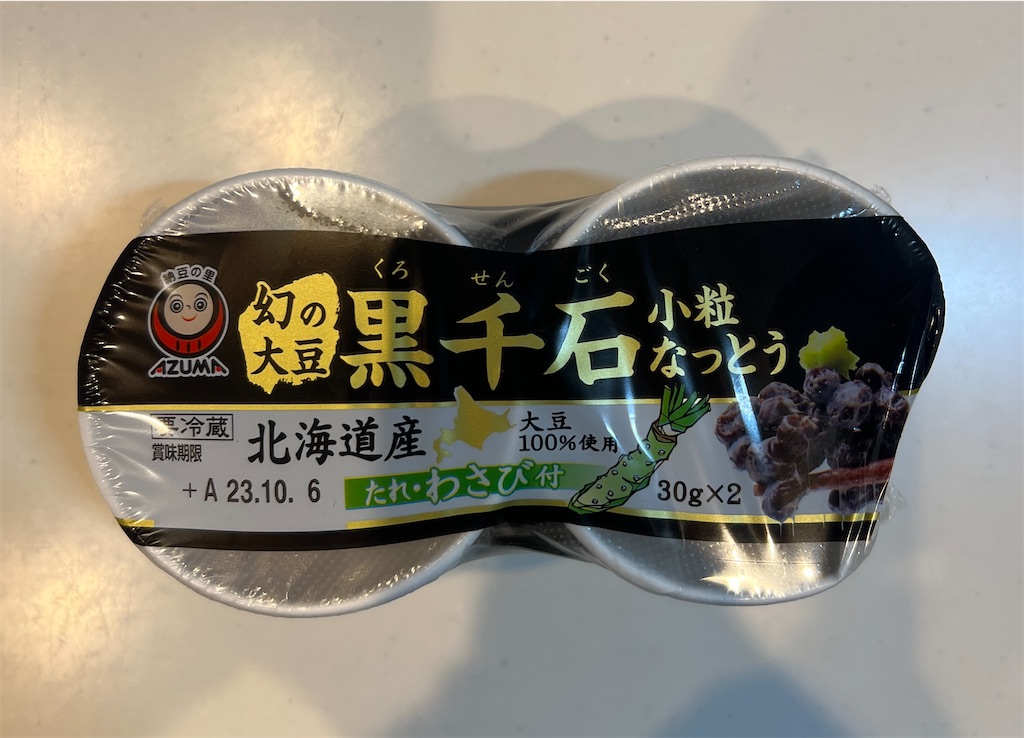 納豆の里
AZUMA
幻の
大豆
くろ せん ごく
黒千石
小粒
なっとう
要冷蔵
賞味期限
+A 23.10. 6
北海道産
大豆
100%使用
たれ・わさび付
30g×2